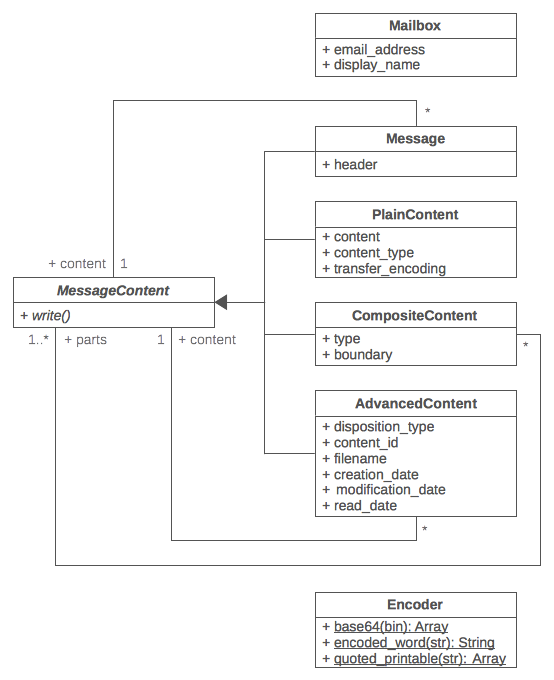 Mailbox
+ email_address
+ display_name
*
Message
+ header
PlainContent
+ content
+ content_type
+ transfer_encoding
+ content 1
MessageContent
+ write()
1..* + parts
1 + content
CompositeContent
+ type
+ boundary
*
AdvancedContent
+ disposition_type
+ content_id
+ filename
+ creation_date
+ modification_date
+ read_date
*
Encoder
+ base64(bin): Array
+ encoded_word(str): String
+ quoted_printable(str): Array